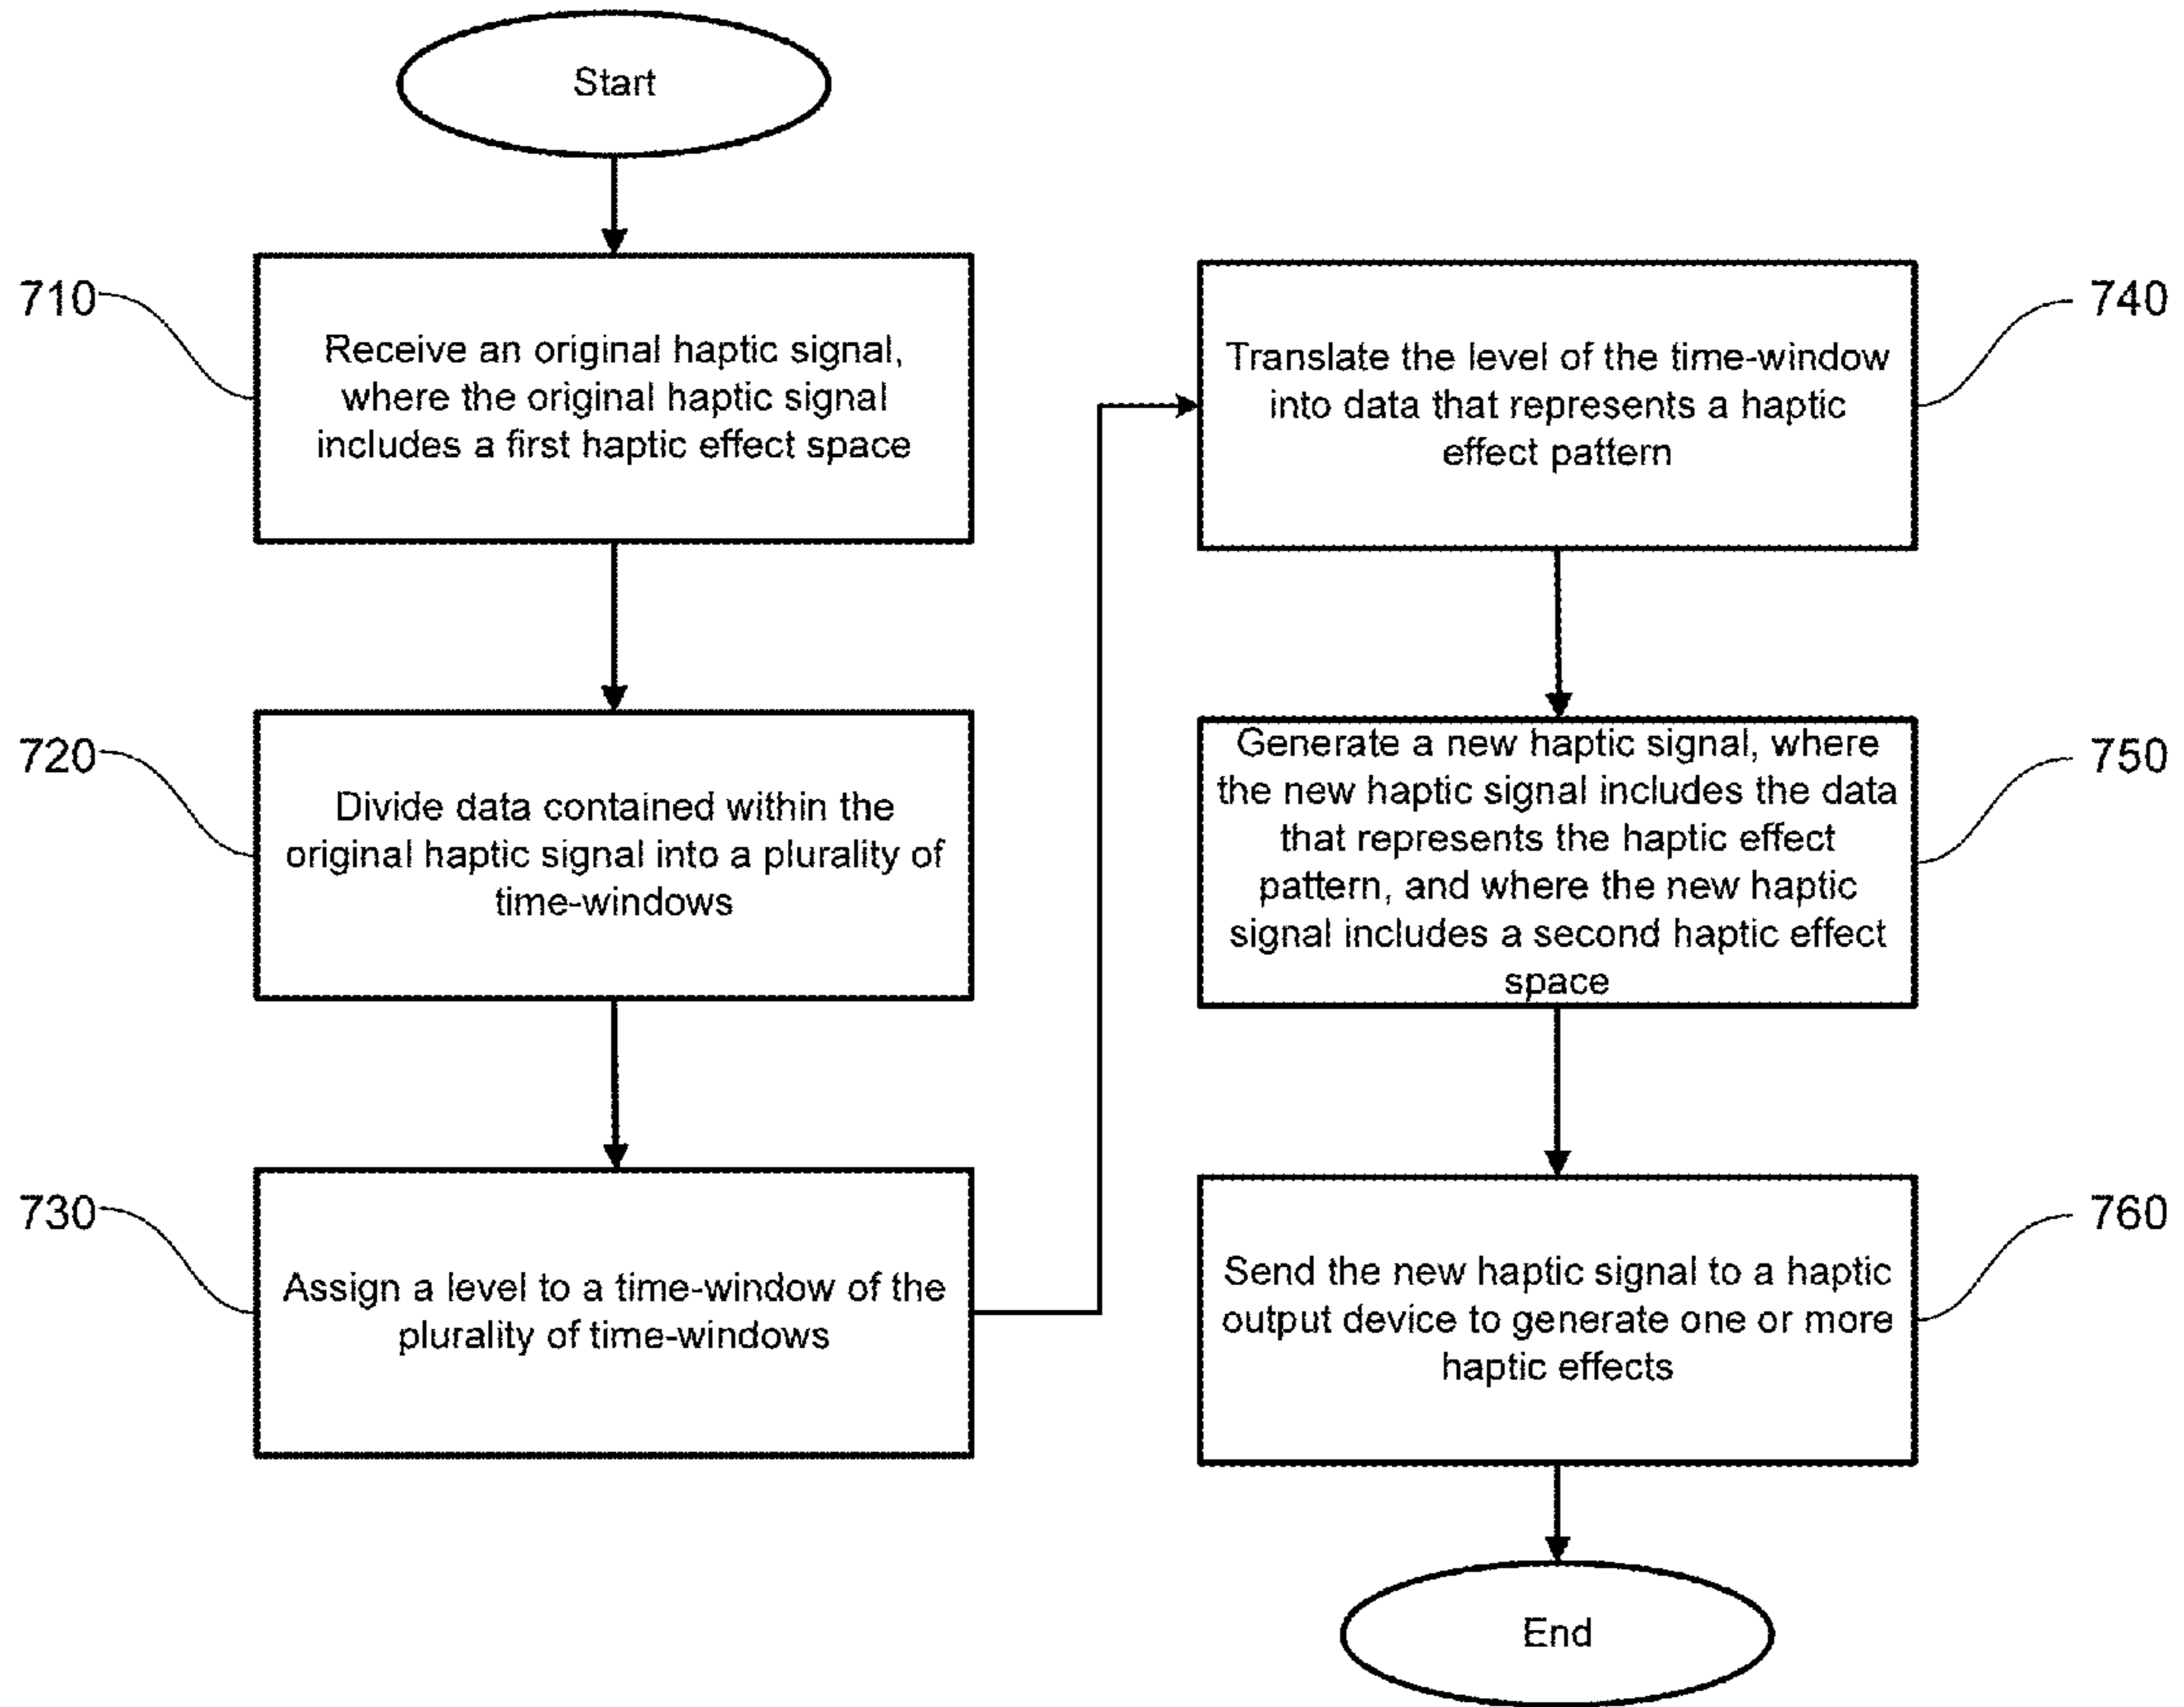 Start
710
Receive an original haptic signal,
where the original haptic signal
includes a first haptic effect space
720
Divide data contained within the
original haptic signal into a plurality of
time-windows
730
Assign a level to a time-window of the
plurality of time-windows
740
Translate the level of the time-window
into data that represents a haptic
effect pattern
750
Generate a new haptic signal, where
the new haptic signal includes the data
that represents the haptic effect
pattern, and where the new haptic
signal includes a second haptic effect
space
760
Send the new haptic signal to a haptic
output device to generate one or more
haptic effects
End